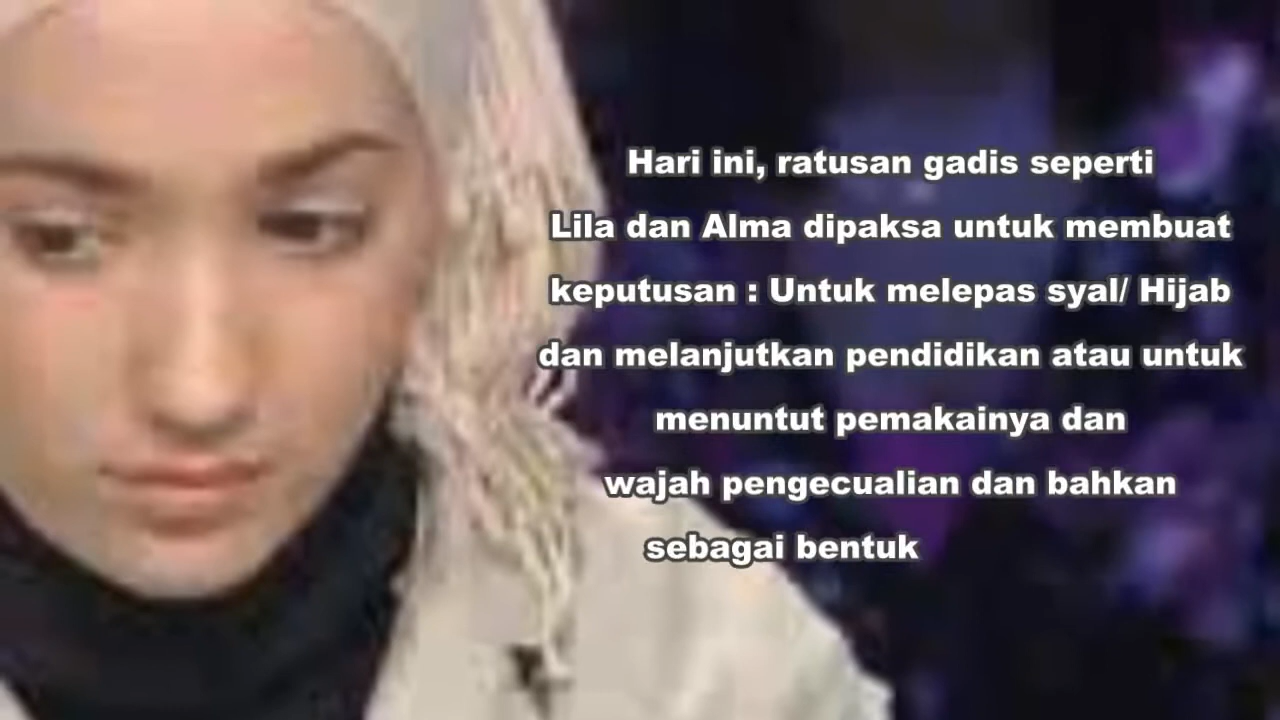 Hari ini, ratusan gadis seperti
Lila dan Alma dipaksa untuk membuat
keputusan : Untuk melepas syal/ Hijab
dan melanjutkan pendidikan atau untuk
menuntut pemakainya dan
wajah pengecualian dan bahkan
sebagai bentuk